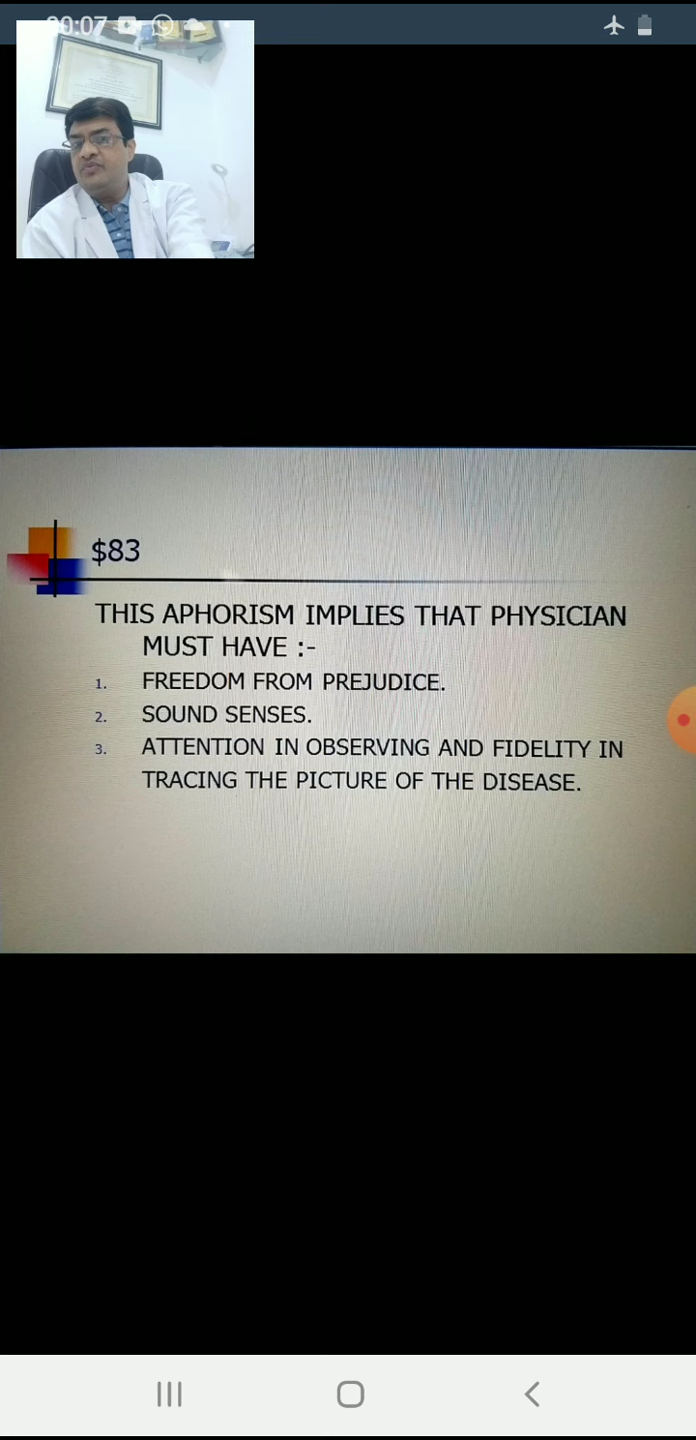 $83
THIS APHORISM IMPLIES THAT PHYSICIAN
MUST HAVE :-
1. FREEDOM FROM PREJUDICE.
2. SOUND SENSES.
3. ATTENTION IN OBSERVING AND FIDELITY IN
TRACING THE PICTURE OF THE DISEASE.